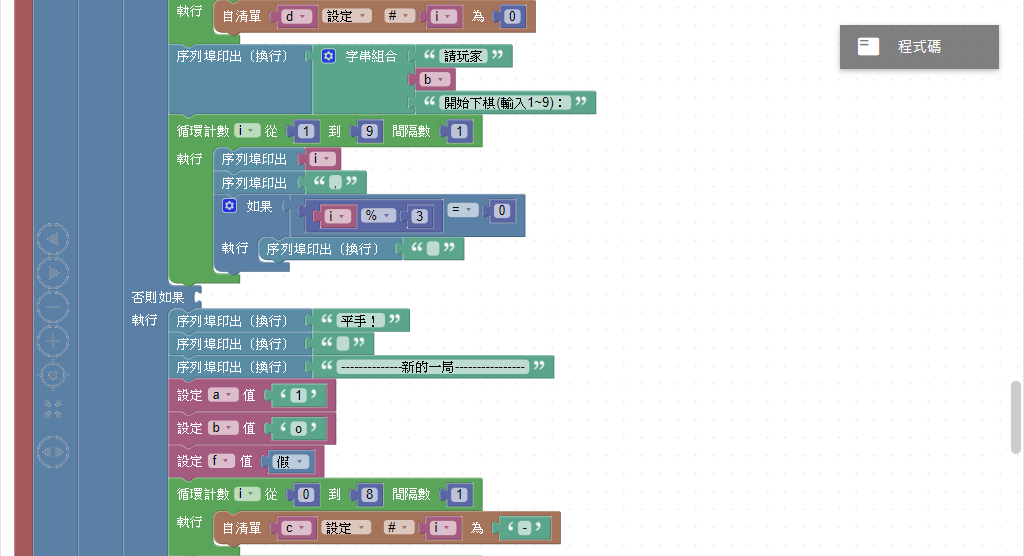 執行 自清單 d 設定 # i 為 0
程式碼
序列埠印出（換行） 字串組合 “ 請玩家 ”
b
“ 開始下棋(輸入1~9)： ”
循環計數 i 從 1 到 9 間隔數 1
執行 序列埠印出 i
序列埠印出 “ , ”
如果 i % 3 = 0
執行 序列埠印出（換行） “ ”
否則如果
執行 序列埠印出（換行） “ 平手！ ”
序列埠印出（換行） “ ”
序列埠印出（換行） “ --------------新的一局---------------- ”
設定 a 值 ‘ 1 ’
設定 b 值 ‘ o ’
設定 f 值 假
循環計數 i 從 0 到 8 間隔數 1
執行 自清單 c 設定 # i 為 ‘ - ’